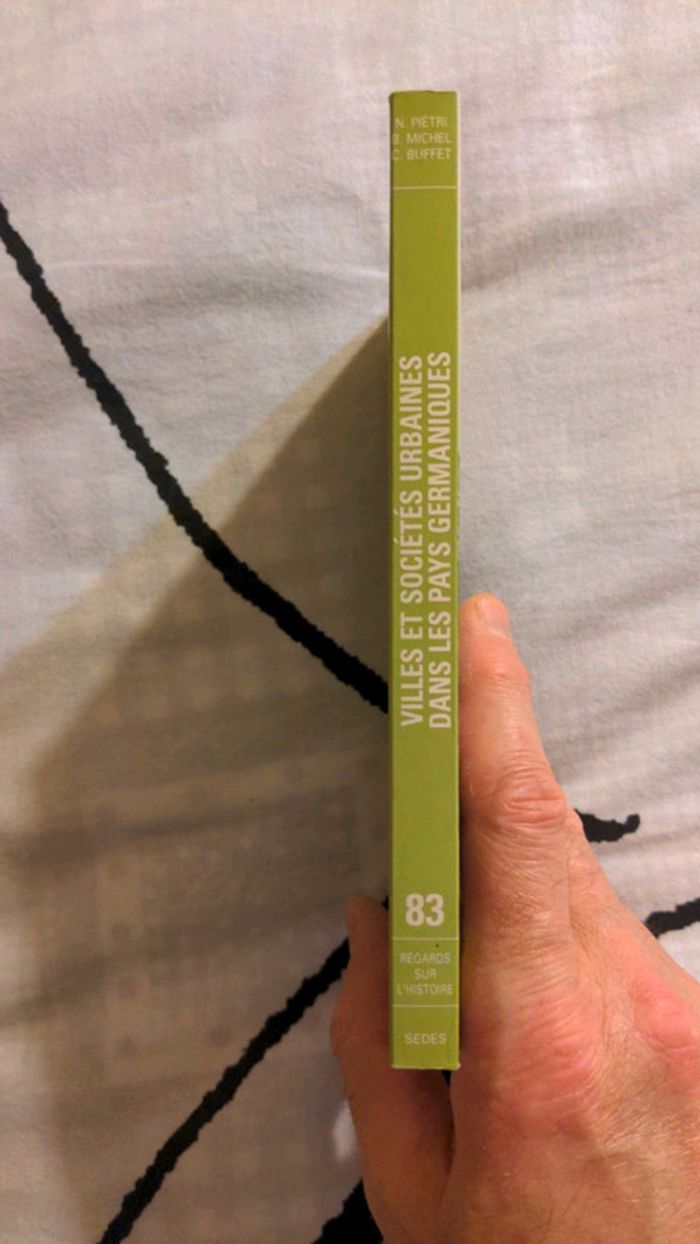 N. PIÉTRI
B. MICHEL
C. BUFFET
VILLES ET SOCIÉTÉS URBAINES
DANS LES PAYS GERMANIQUES
83
REGARDS
SUR
L'HISTOIRE
SEDES